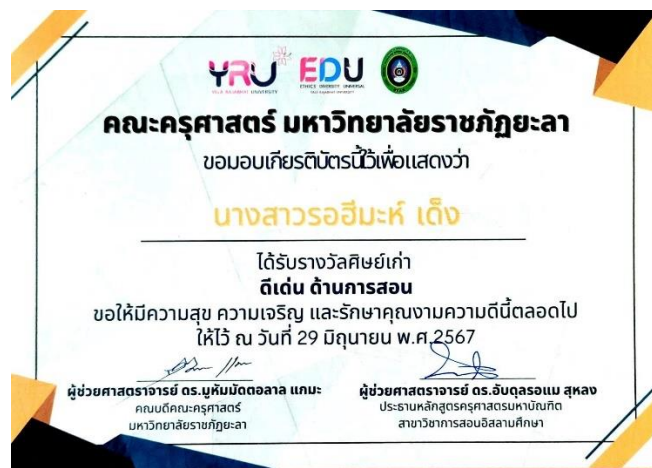 YRU EDU
YALA RAJABHAT UNIVERSITY
คณะครุศาสตร์ มหาวิทยาลัยราชภัฏยะลา
ขอมอบเกียรติบัตรนี้ไว้เพื่อแสดงว่า
นางสาวรอฮีมะห์ เด็ง
ได้รับรางวัลศิษย์เก่า
ดีเด่น ด้านการสอน
ขอให้มีความสุข ความเจริญ และรักษาคุณงามความดีนี้ตลอดไป
ให้ไว้ ณ วันที่ 29 มิถุนายน พ.ศ.2567
ผู้ช่วยศาสตราจารย์ ดร.มูหัมมัดตอลาล แกมะ
คณบดีคณะครุศาสตร์
มหาวิทยาลัยราชภัฏยะลา
ผู้ช่วยศาสตราจารย์ ดร.อับดุลรอแม สุหลง
ประธานหลักสูตรครุศาสตรมหาบัณฑิต
สาขาวิชาการสอนอิสลามศึกษา